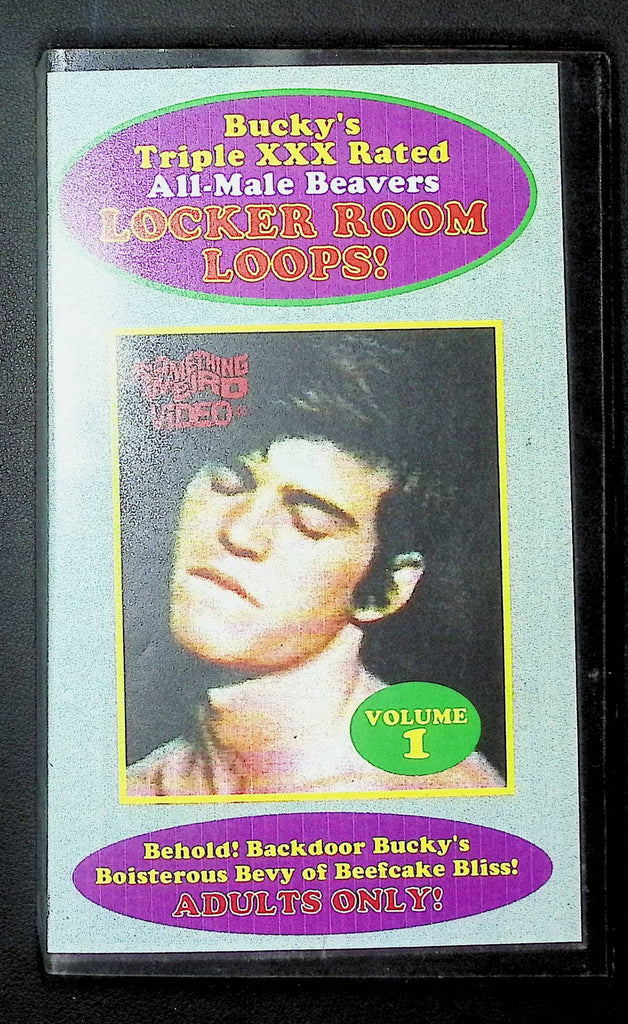 Bucky's
Triple XXX Rated
All-Male Beavers
LOCKER ROOM
LOOPS!
SOMETHING
WEIRD
VIDEO
VOLUME
1
Behold! Backdoor Bucky's
Boisterous Bevy of Beefcake Bliss!
ADULTS ONLY!